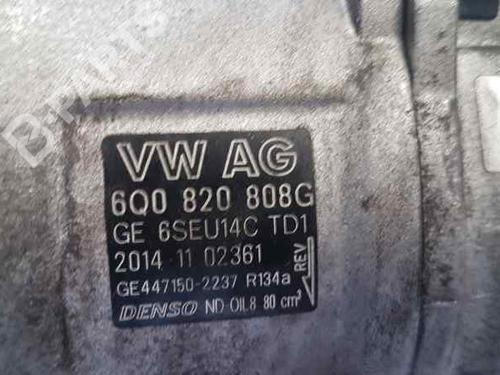 B-PARTS
VW AG
6Q0 820 808G
GE 6SEU14C TD1
2014 11 02361
GE447150-2237 R134a
DENSO ND-OIL8 80 cm³
REV